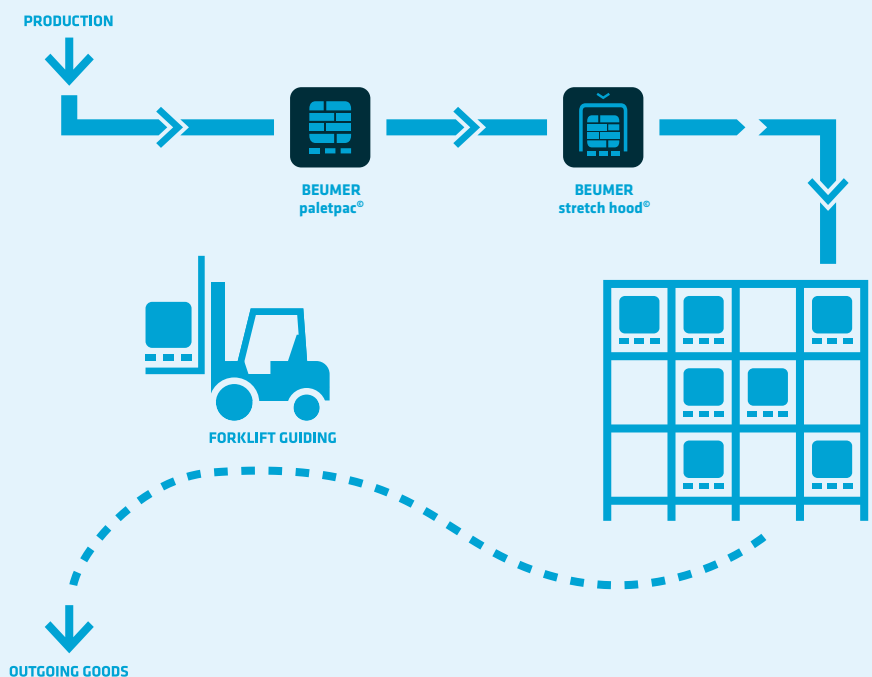 PRODUCTION
BEUMER
paletpac©
BEUMER
stretch hood©
FORKLIFT GUIDING
OUTGOING GOODS